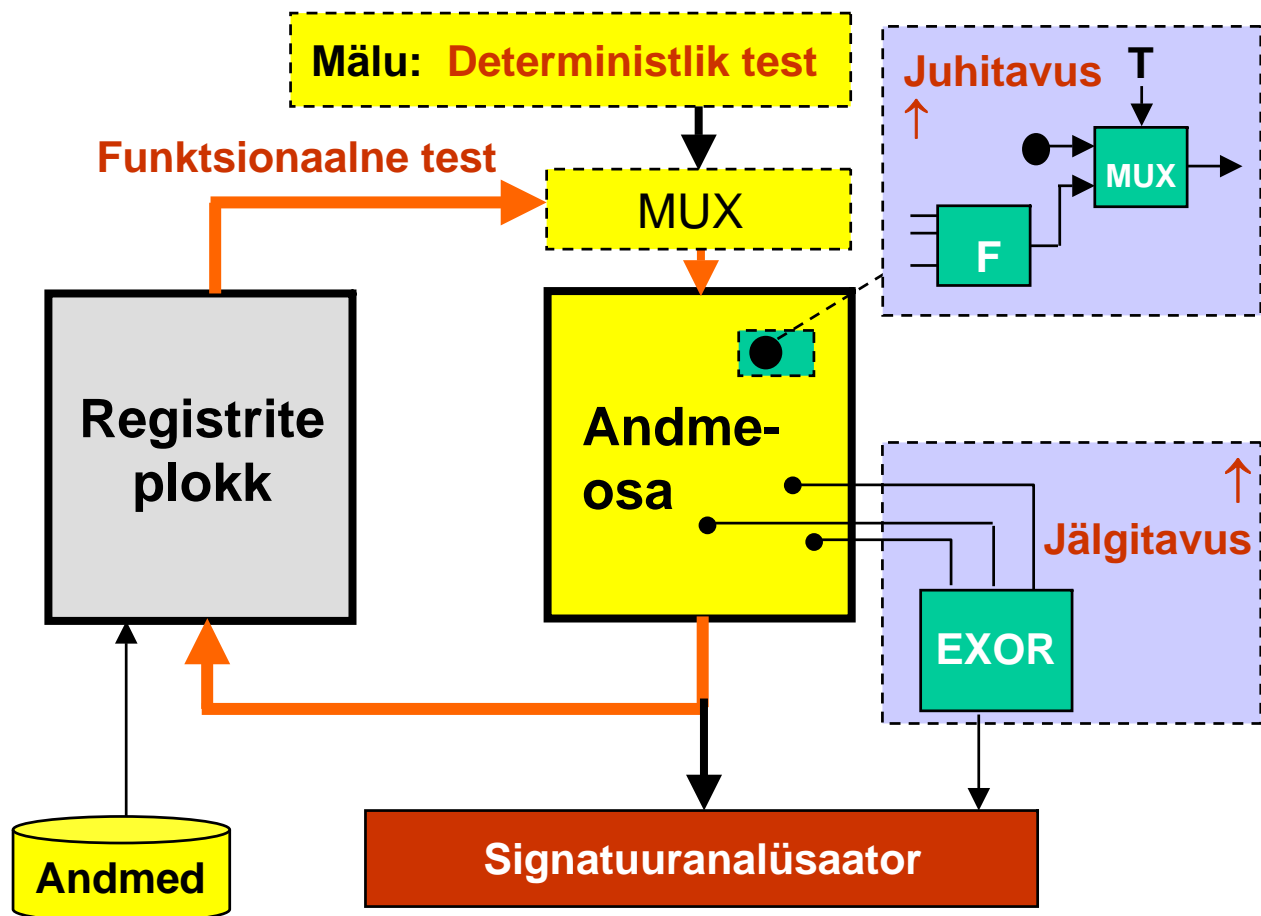 Mälu: Deterministlik test
Juhitavus T
↑
Funktsionaalne test
MUX
MUX
F
Registrite
plokk
Andme-
osa
↑
Jälgitavus
EXOR
Signatuuranalüsaator
Andmed